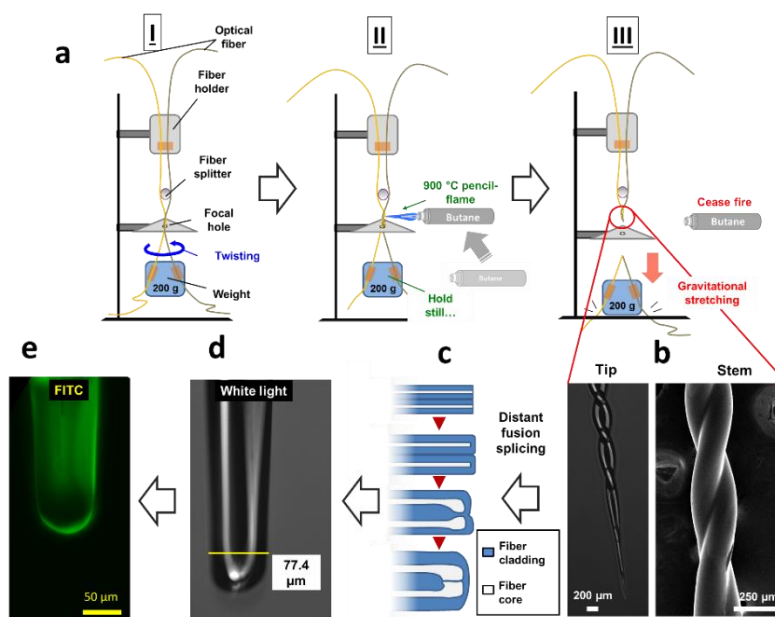 I
II
III
a
Optical
fiber
Fiber
holder
Fiber
splitter
Focal
hole
Twisting
200 g
Weight
900 °C pencil-
flame
Butane
Butane
200 g
Hold
still...
Cease fire
Butane
Gravitational
stretching
200 g
e
FITC
50 µm
d
White light
77.4
µm
c
Distant
fusion
splicing
Fiber
cladding
Fiber
core
b
Tip
Stem
200 µm
250 µm